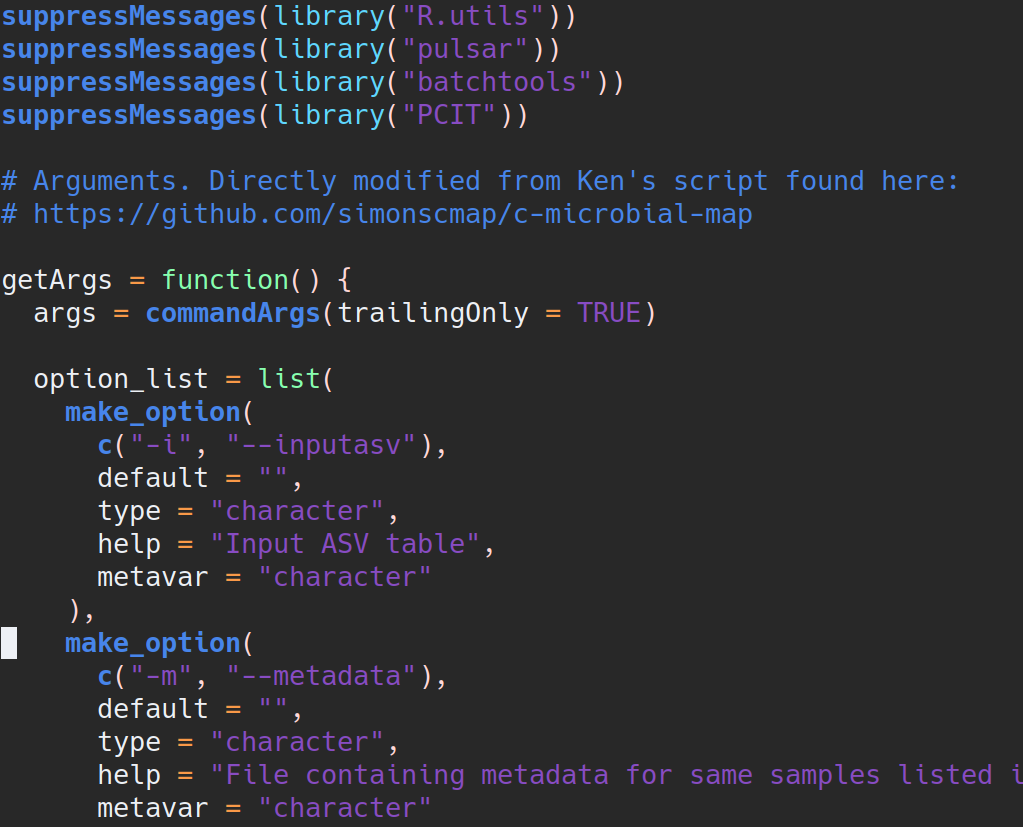 suppressMessages(library("R.utils"))
suppressMessages(library("pulsar"))
suppressMessages(library("batchtools"))
suppressMessages(library("PCIT"))
# Arguments. Directly modified from Ken's script found here:
# https://github.com/simonscmap/c-microbial-map
getArgs = function() {
  args = commandArgs(trailingOnly = TRUE)
  option_list = list(
    make_option(
      c("-i", "--inputasv"),
      default = "",
      type = "character",
      help = "Input ASV table",
      metavar = "character"
    ),
    make_option(
      c("-m", "--metadata"),
      default = "",
      type = "character",
      help = "File containing metadata for same samples listed i
      metavar = "character"